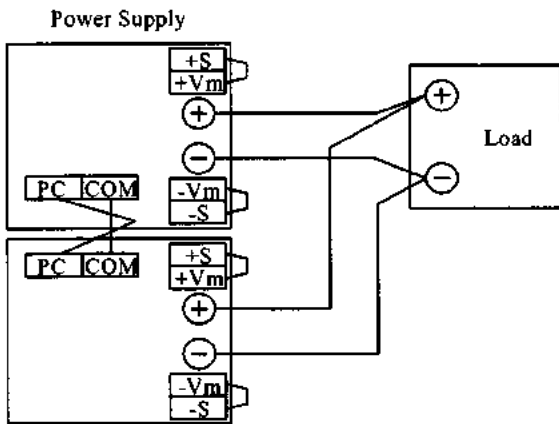 Power Supply
+S
+Vm
+
+
Load
−
−
-Vm
-S
PC COM
PC COM
+S
+Vm
+
−
-Vm
-S